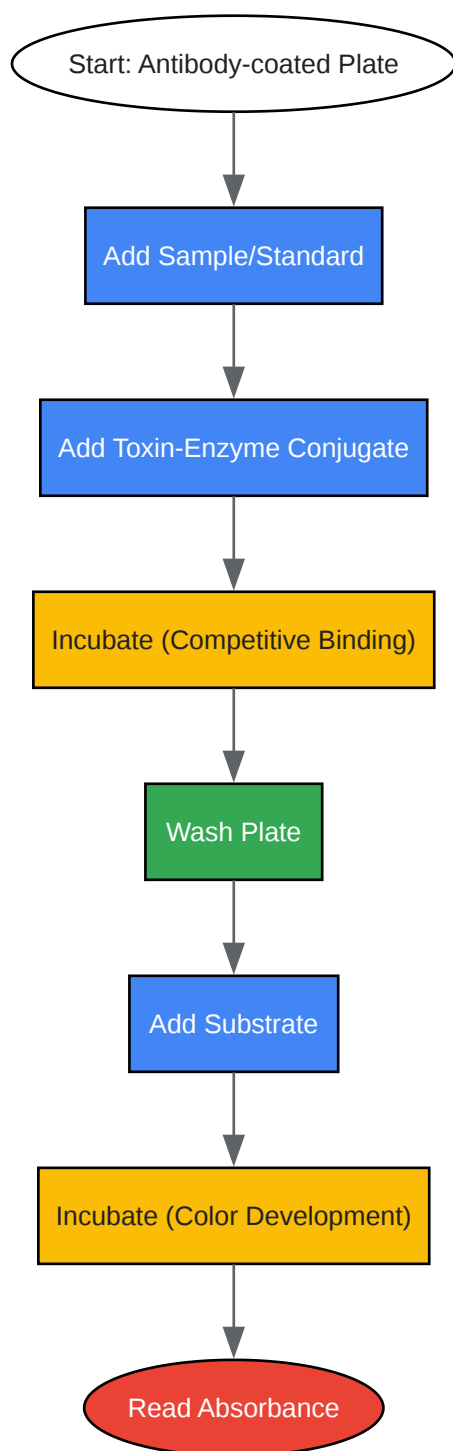 Start: Antibody-coated Plate
Add Sample/Standard
Add Toxin-Enzyme Conjugate
Incubate (Competitive Binding)
Wash Plate
Add Substrate
Incubate (Color Development)
Read Absorbance